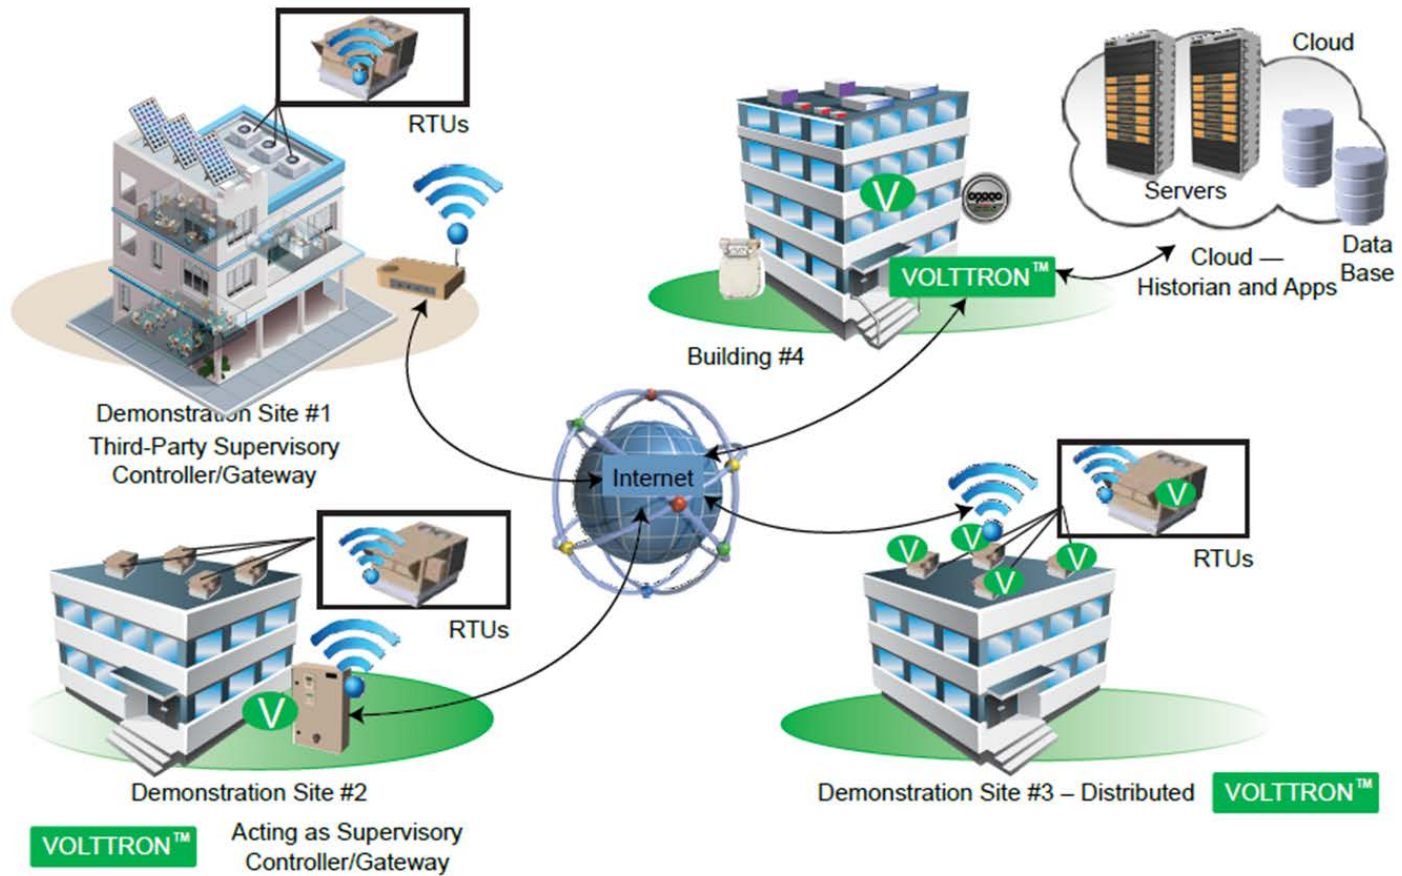 RTUs
Demonstration Site #1
Third-Party Supervisory
Controller/Gateway
V
Building #4
VOLTTRON™
Cloud
Servers
Data
Base
Cloud —
Historian and Apps
Internet
RTUs
V
Demonstration Site #2
VOLTTRON™
Acting as Supervisory
Controller/Gateway
V
RTUs
V
V
V
V
Demonstration Site #3 – Distributed
VOLTTRON™